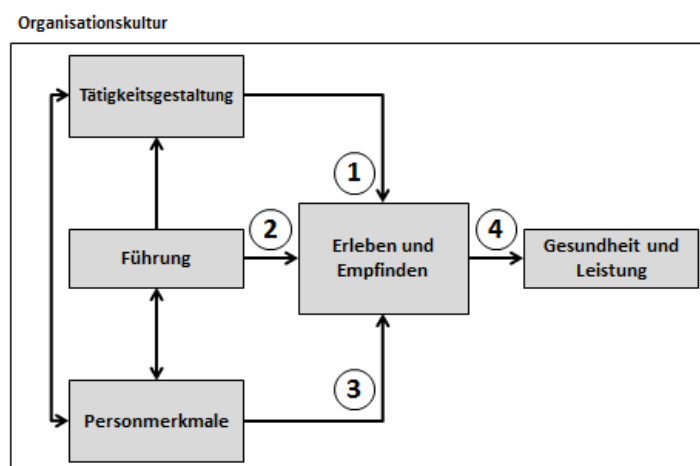 Organisationskultur
Tätigkeitsgestaltung
1
2
Führung
Erleben und
Empfinden
4
Gesundheit und
Leistung
3
Personmerkmale